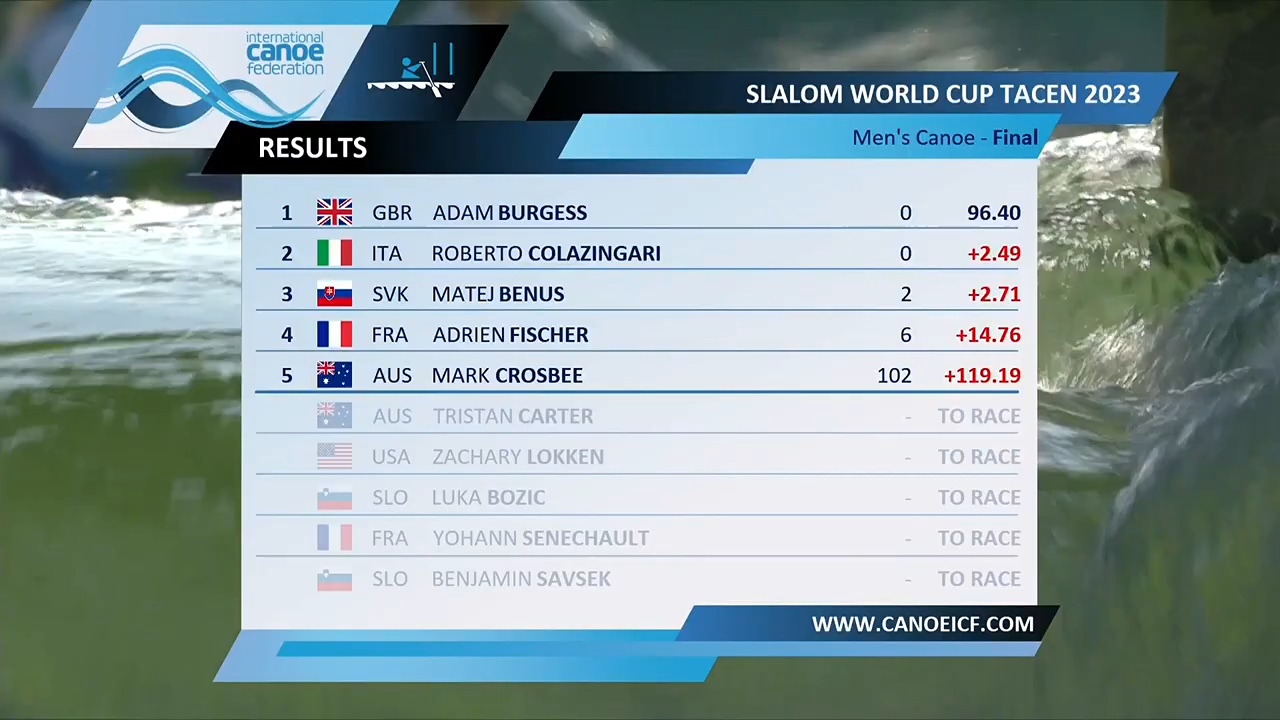 international
canoe
federation
SLALOM WORLD CUP TACEN 2023
Men's Canoe - Final
RESULTS
1 GBR ADAM BURGESS 0 96.40
2 ITA ROBERTO COLAZINGARI 0 +2.49
3 SVK MATEJ BENUS 2 +2.71
4 FRA ADRIEN FISCHER 6 +14.76
5 AUS MARK CROSBEE 102 +119.19
AUS TRISTAN CARTER - TO RACE
USA ZACHARY LOKKEN - TO RACE
SLO LUKA BOZIC - TO RACE
FRA YOHANN SENECHAULT - TO RACE
SLO BENJAMIN SAVSEK - TO RACE
WWW.CANOEICF.COM